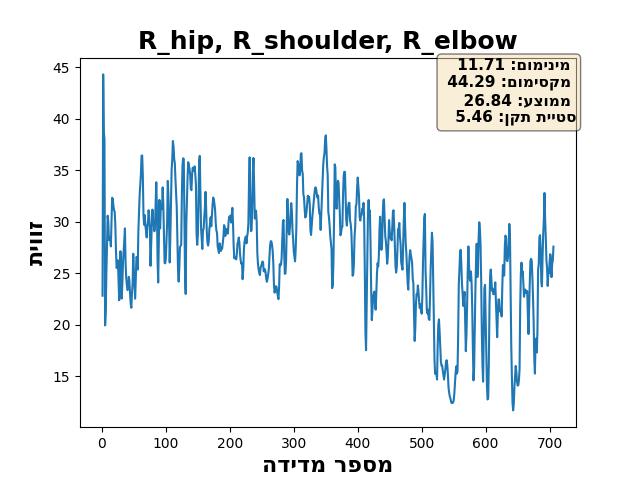 R_hip, R_shoulder, R_elbow
מינימום: 11.71
מקסימום: 44.29
ממוצע: 26.84
סטיית תקן: 5.46
זווית
45
40
35
30
25
20
15
0 100 200 300 400 500 600 700
מספר מדידה